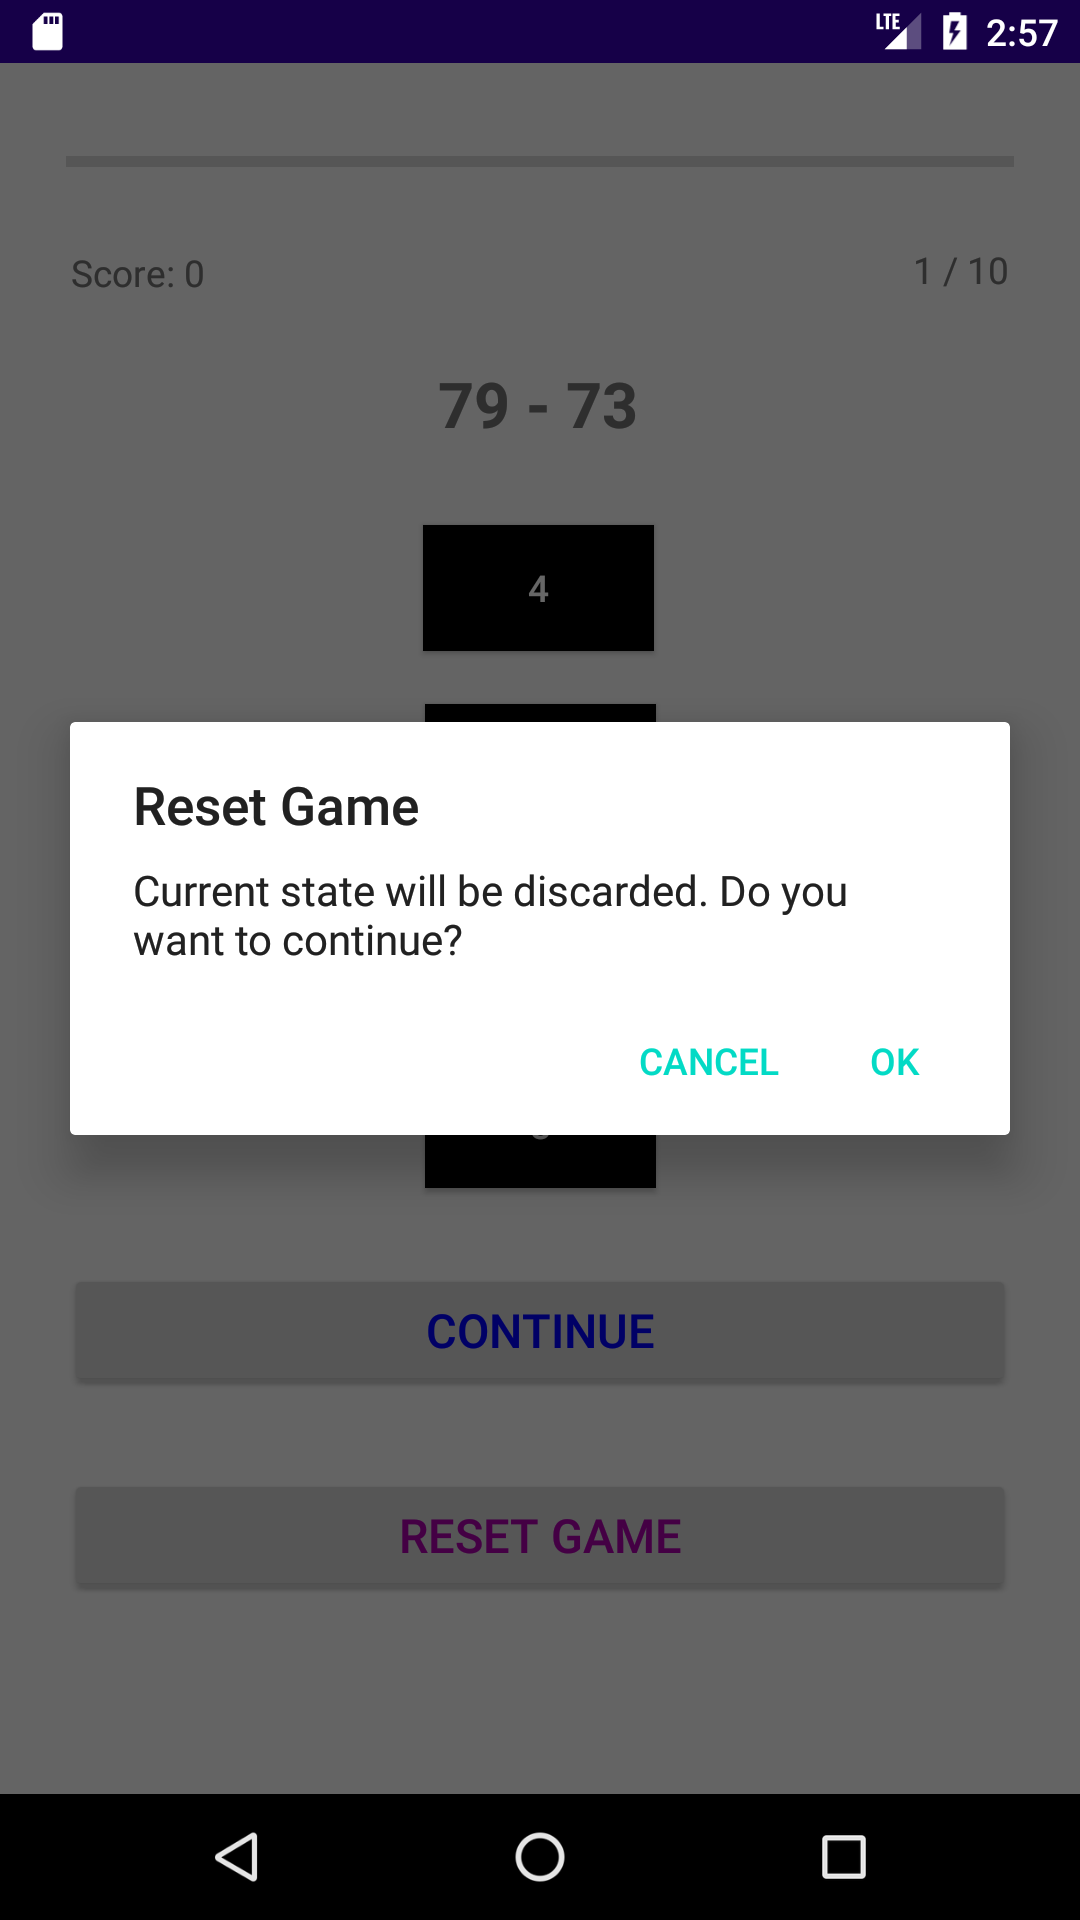 LTE 2:57
Score: 0
1 / 10
79 - 73
4
Reset Game
Current state will be discarded. Do you
want to continue?
CANCEL OK
CONTINUE
RESET GAME